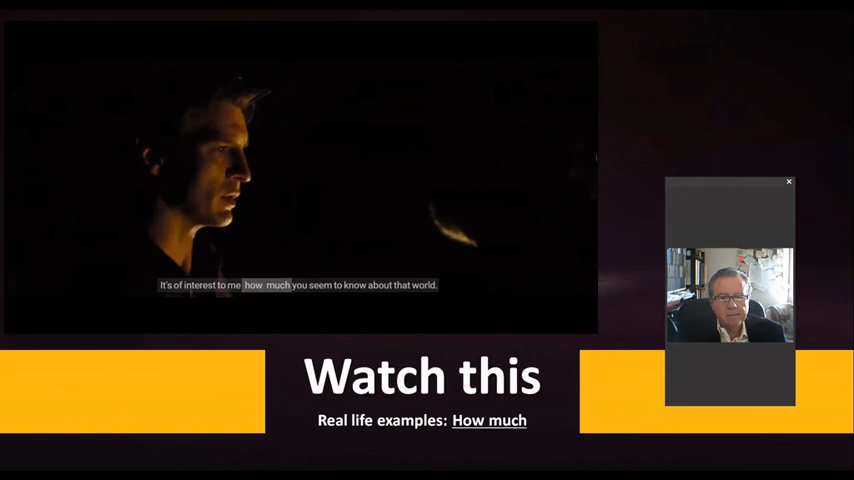 It's of interest to me how much you seem to know about that world.
Watch this
Real life examples: How much